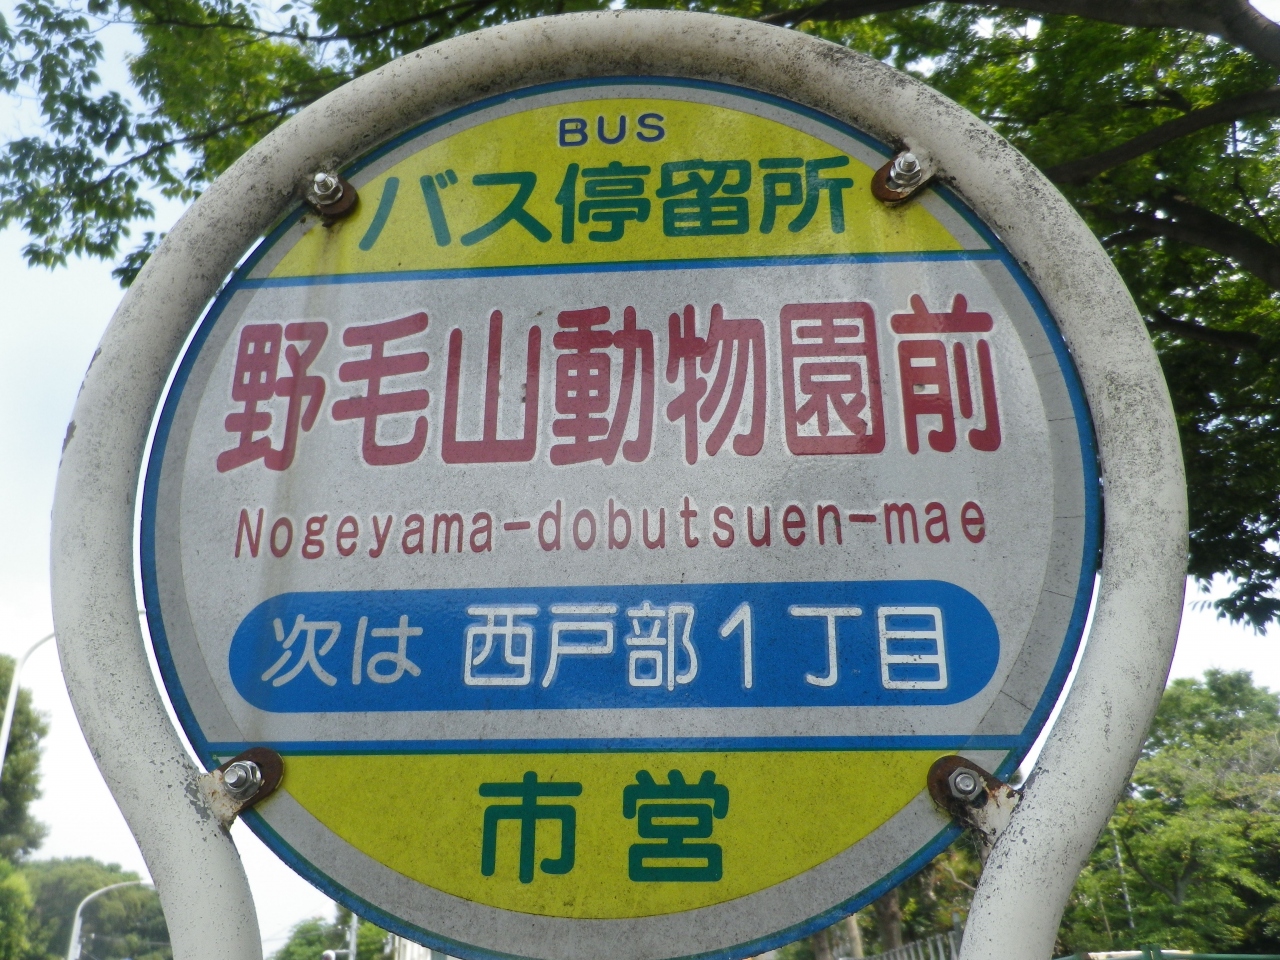 BUS
バス停留所
野毛山動物園前
Nogeyama-dobutsuen-mae
次は 西戸部1丁目
市営